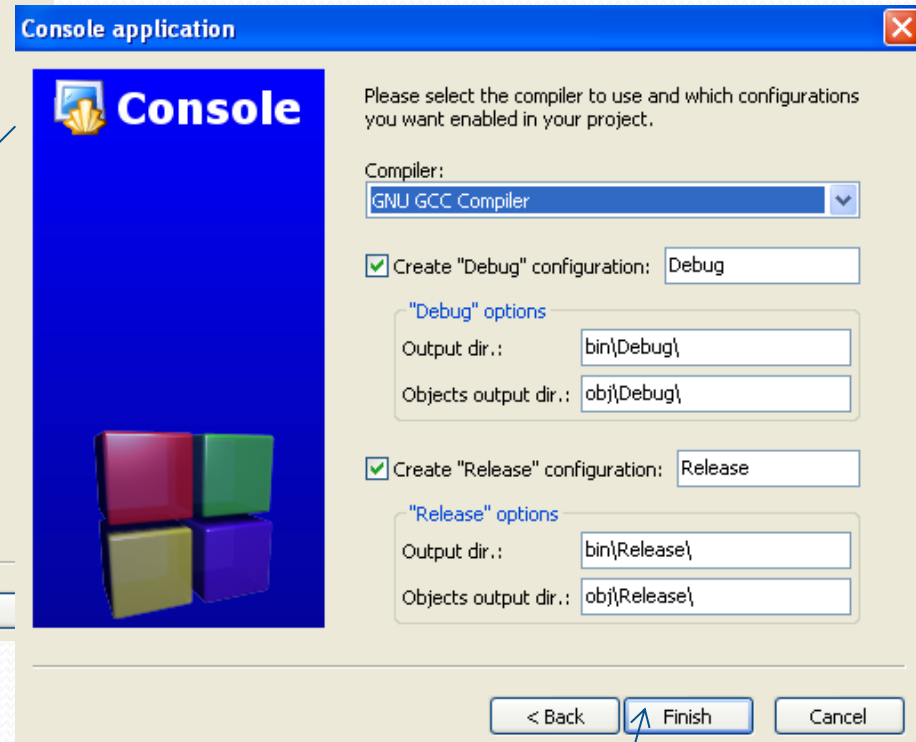 Console application
Console
Please select the compiler to use and which configurations
you want enabled in your project.
Compiler:
GNU GCC Compiler
Create "Debug" configuration: Debug
"Debug" options
Output dir.: bin\Debug\
Objects output dir.: obj\Debug\
Create "Release" configuration: Release
"Release" options
Output dir.: bin\Release\
Objects output dir.: obj\Release\
< Back Finish Cancel